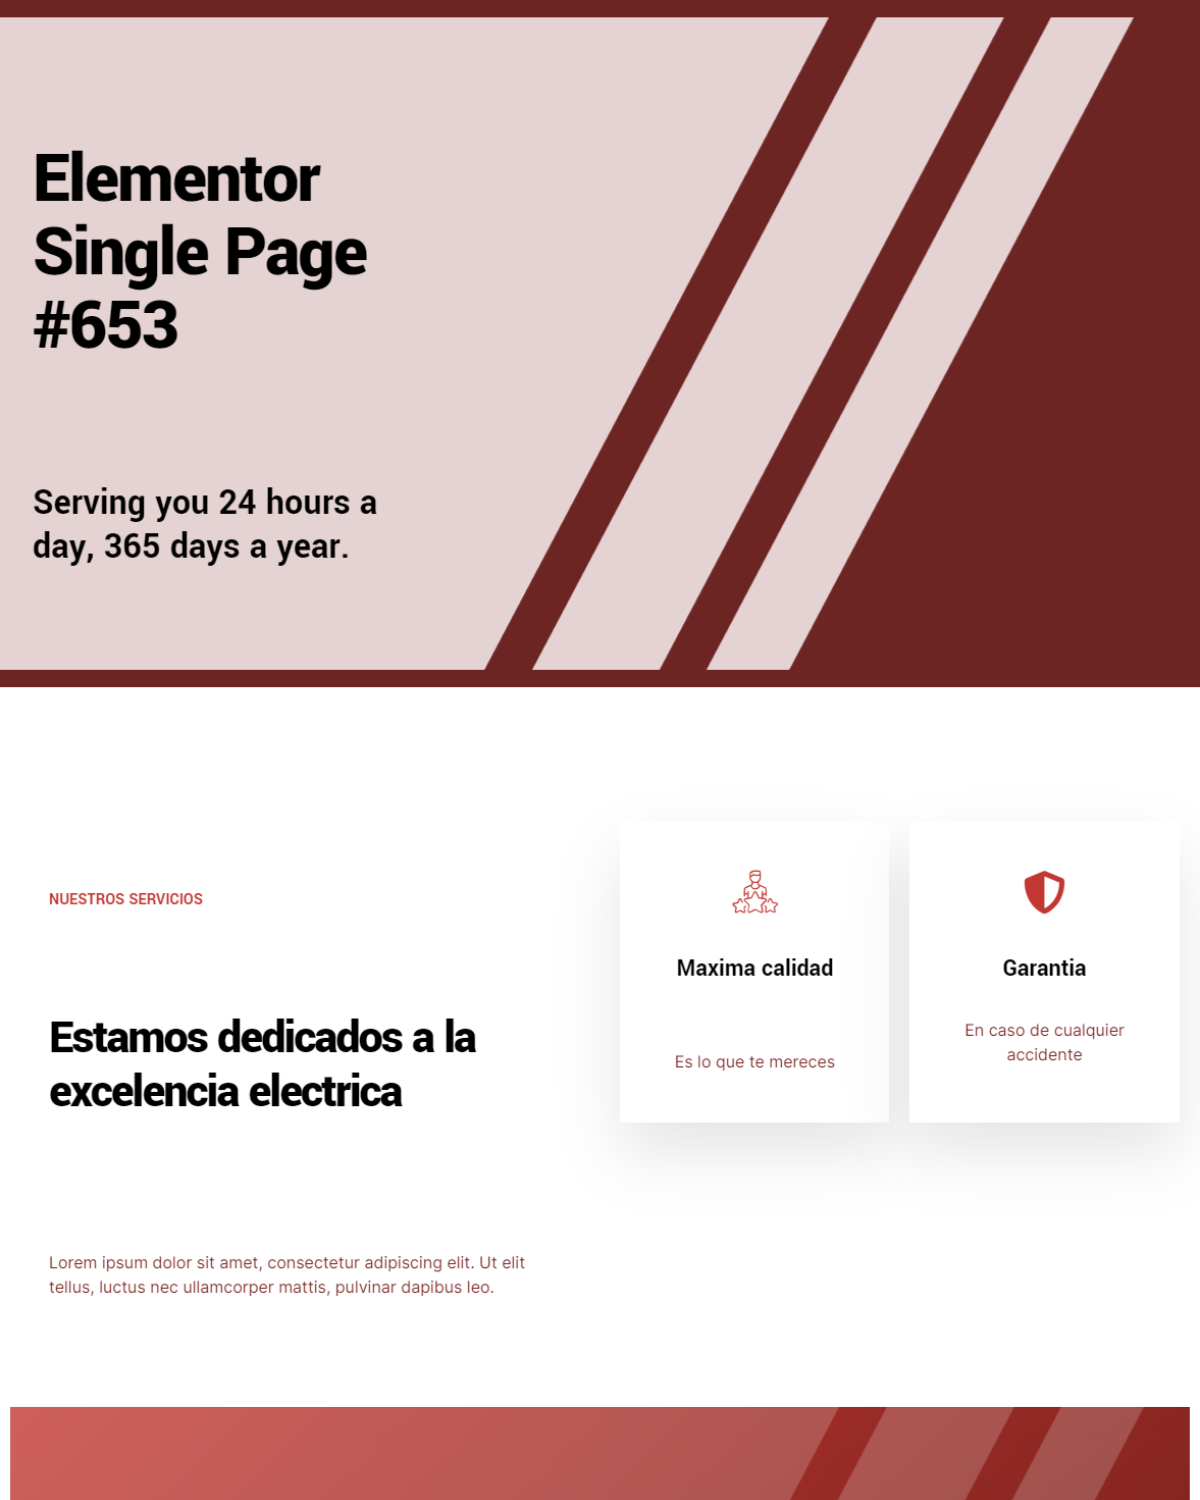 Elementor
Single Page
#653
Serving you 24 hours a
day, 365 days a year.
NUESTROS SERVICIOS
Estamos dedicados a la
excelencia electrica
Lorem ipsum dolor sit amet, consectetur adipiscing elit. Ut elit
tellus, luctus nec ullamcorper mattis, pulvinar dapibus leo.
Maxima calidad
Es lo que te mereces
Garantia
En caso de cualquier
accidente